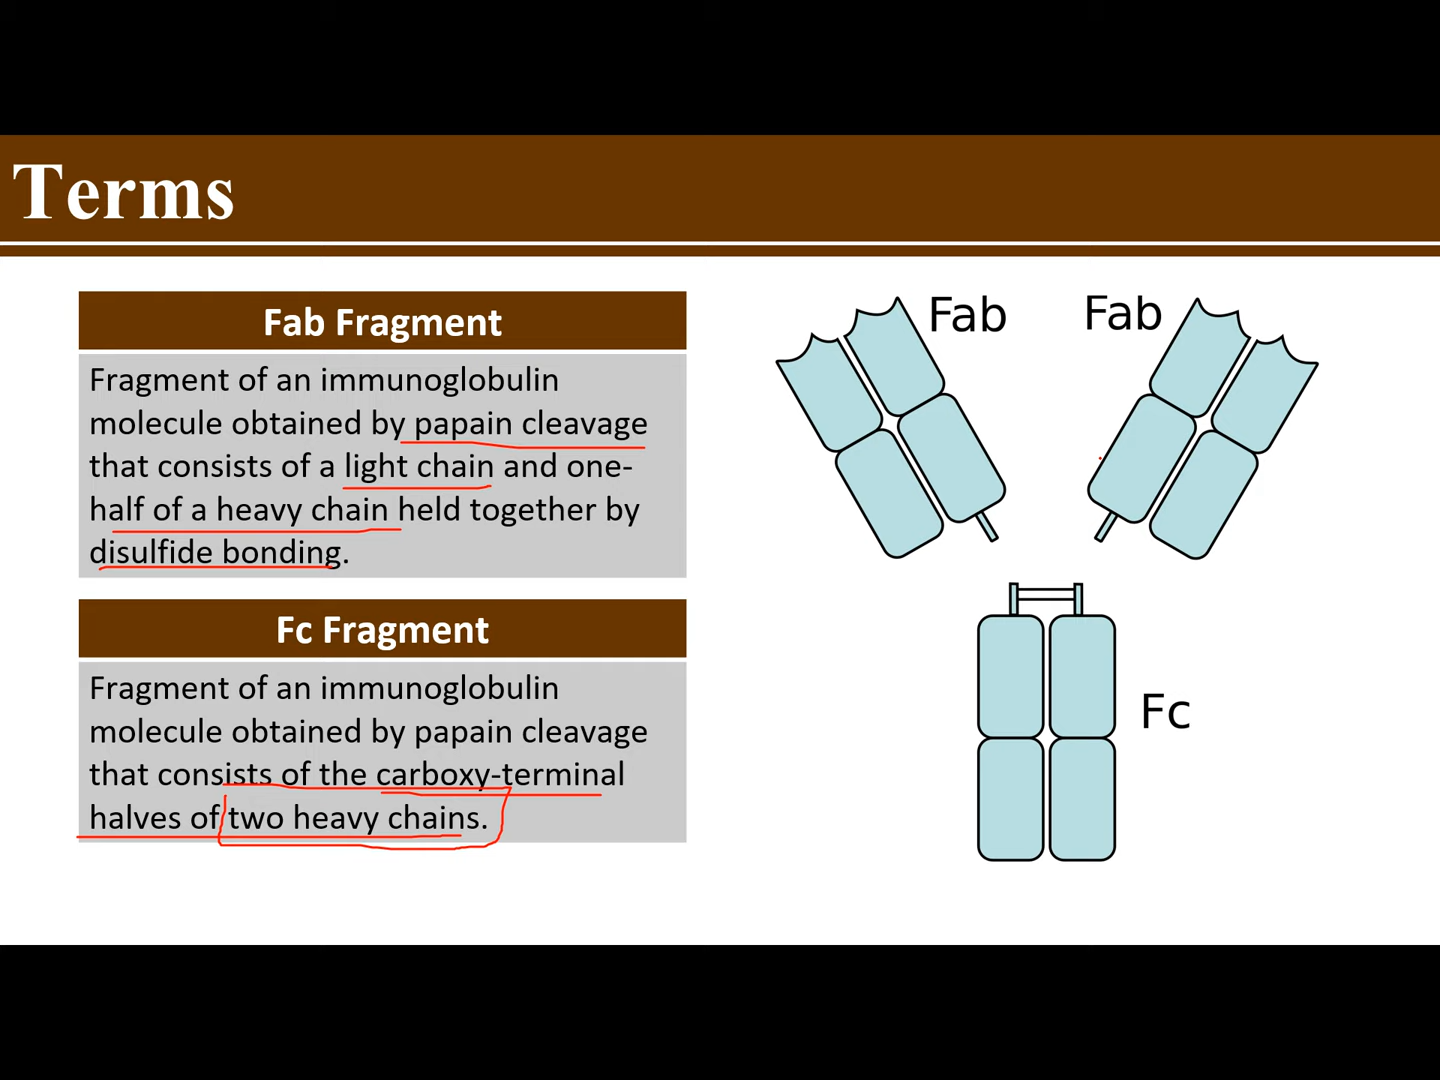 Terms
Fab Fragment
Fragment of an immunoglobulin
molecule obtained by papain cleavage
that consists of a light chain and one-
half of a heavy chain held together by
disulfide bonding.
Fc Fragment
Fragment of an immunoglobulin
molecule obtained by papain cleavage
that consists of the carboxy-terminal
halves of two heavy chains.
Fab
Fab
Fc